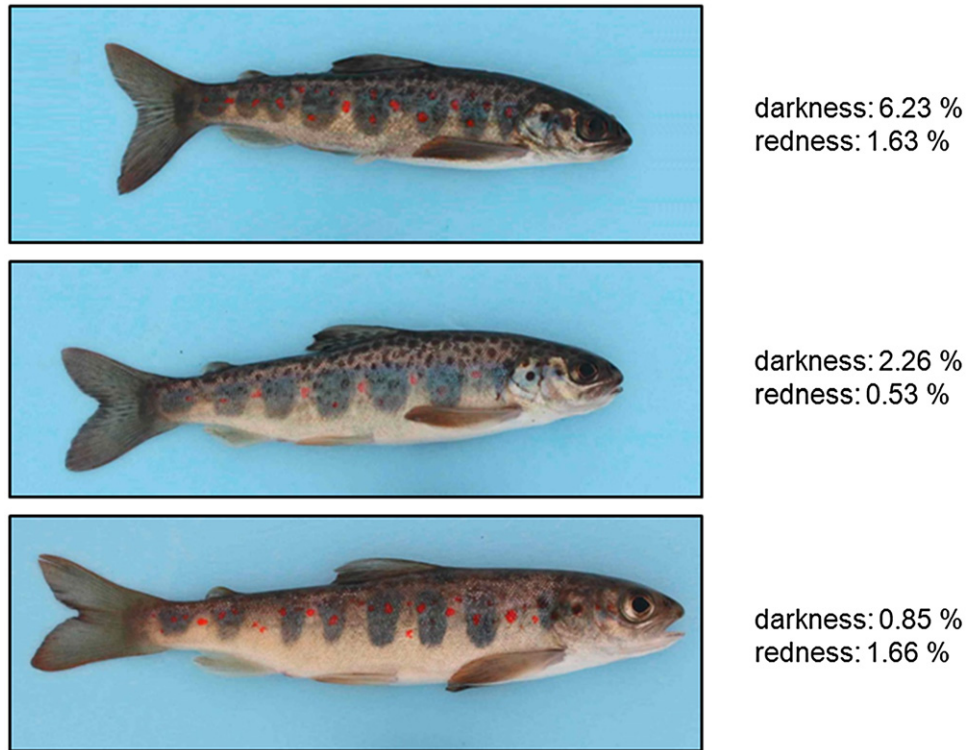 darkness: 6.23 %
redness: 1.63 %
darkness: 2.26 %
redness: 0.53 %
darkness: 0.85 %
redness: 1.66 %